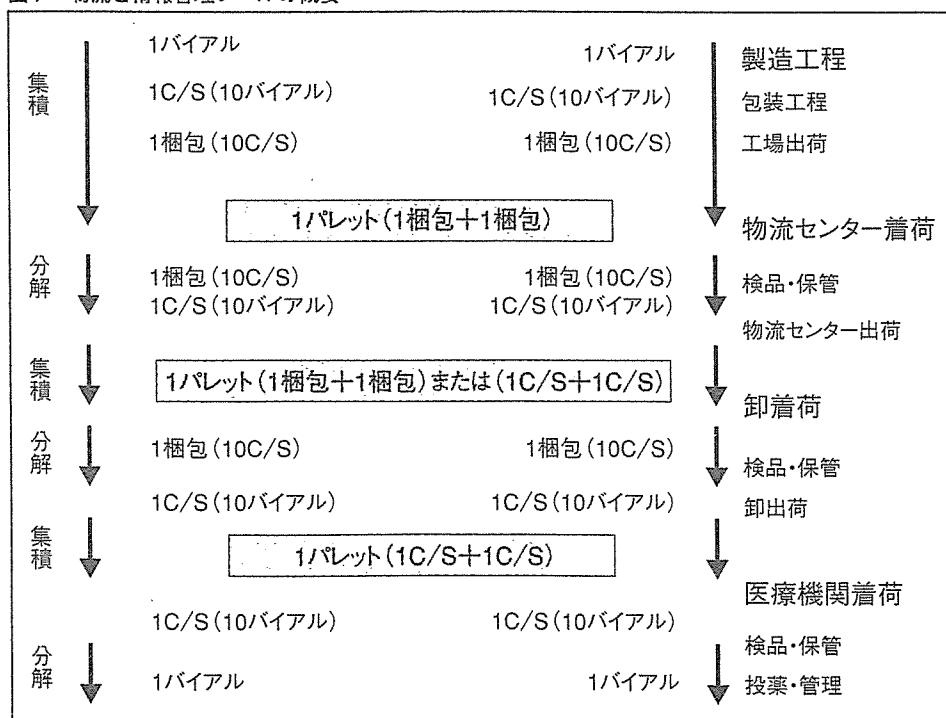 集積
1バイアル
1バイアル
製造工程
1C/S(10バイアル)
1C/S(10バイアル)
包装工程
1梱包(10C/S)
1梱包(10C/S)
工場出荷
1パレット(1梱包+1梱包)
物流センター着荷
分解
1梱包(10C/S)
1梱包(10C/S)
検品・保管
1C/S(10バイアル)
1C/S(10バイアル)
物流センター出荷
集積
1パレット(1梱包+1梱包)または(1C/S+1C/S)
卸着荷
分解
1梱包(10C/S)
1梱包(10C/S)
検品・保管
1C/S(10バイアル)
1C/S(10バイアル)
卸出荷
集積
1パレット(1C/S+1C/S)
医療機関着荷
1C/S(10バイアル)
1C/S(10バイアル)
検品・保管
分解
1バイアル
1バイアル
投薬・管理